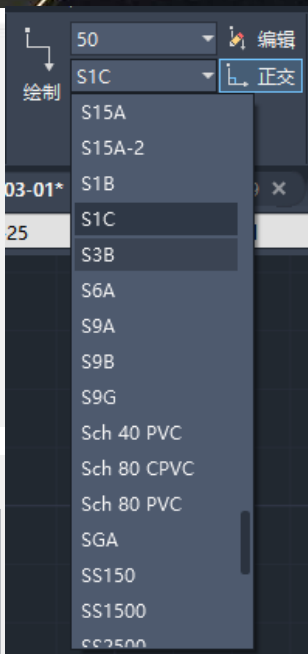 50
编辑
S1C
正交
绘制
S15A
S15A-2
S1B
03-01*
S1C
-25
S3B
S6A
S9A
S9B
S9G
Sch 40 PVC
Sch 80 CPVC
Sch 80 PVC
SGA
SS150
SS1500
SS2500